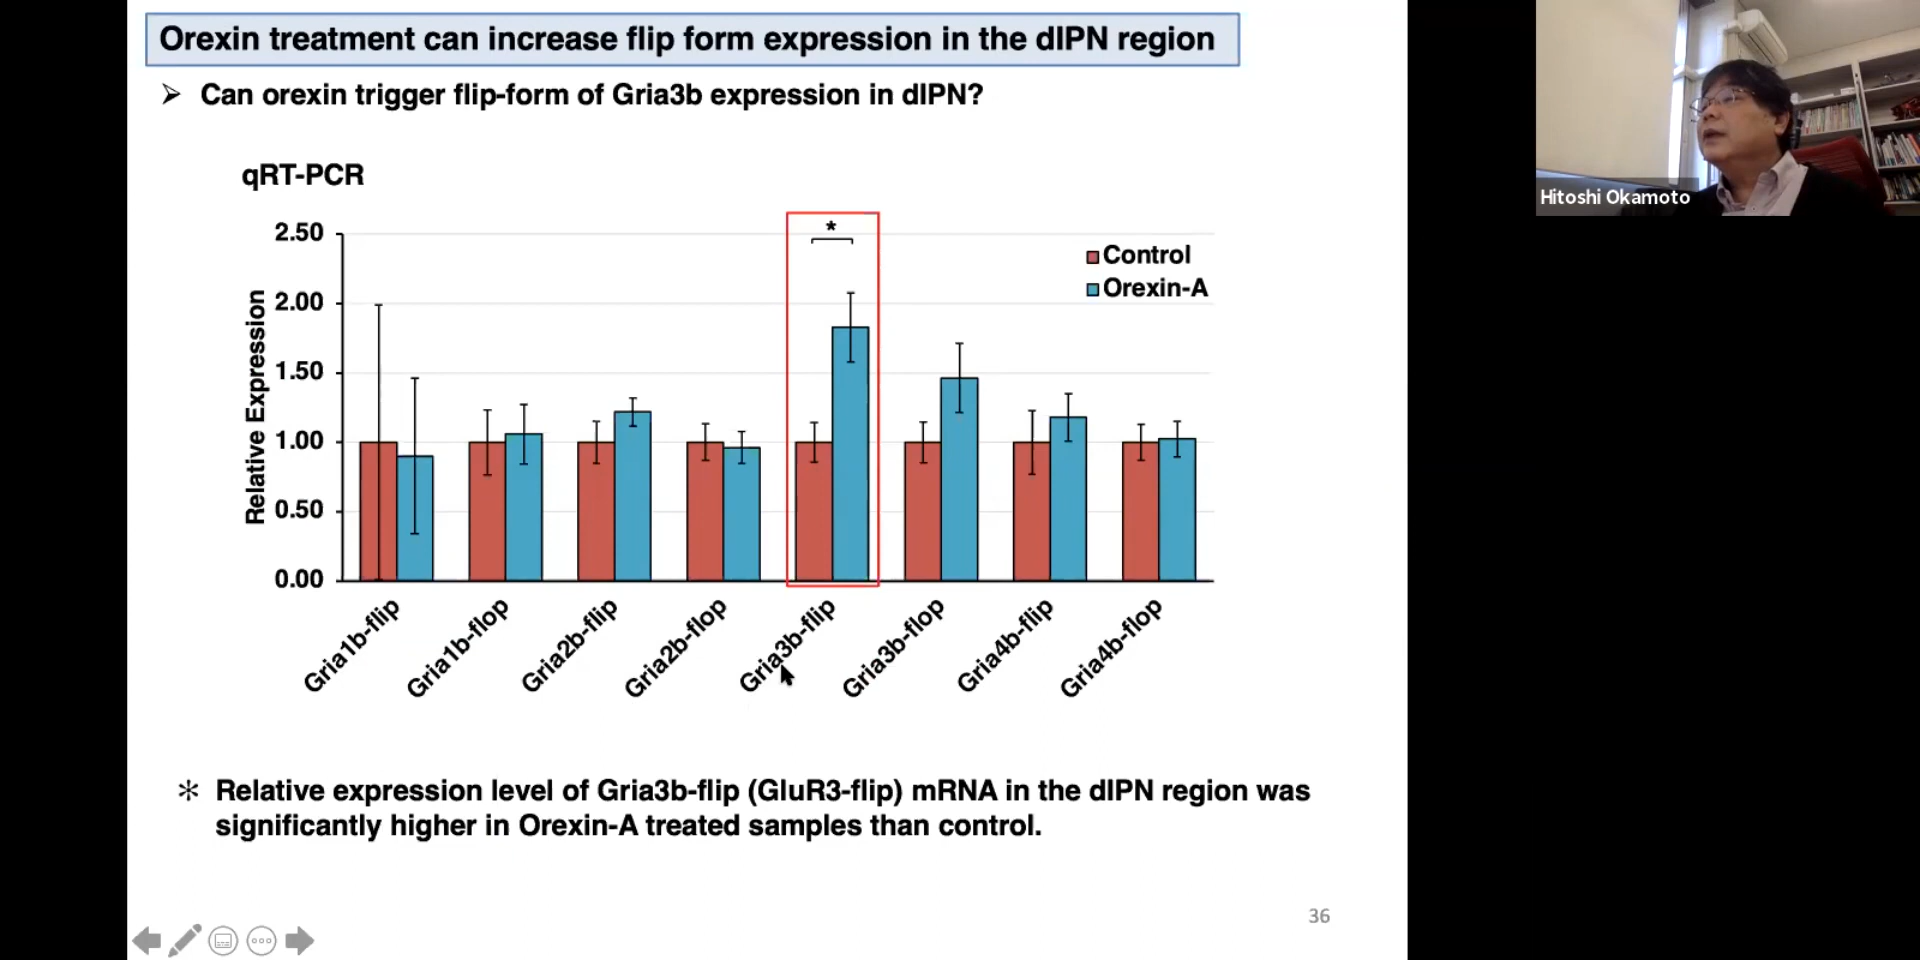 Orexin treatment can increase flip form expression in the dIPN region
➢ Can orexin trigger flip-form of Gria3b expression in dIPN?
qRT-PCR
Relative Expression
2.50
2.00
1.50
1.00
0.50
0.00
*
Control
Orexin-A
Gria1b-flip
Gria1b-flop
Gria2b-flip
Gria2b-flop
Gria3b-flip
Gria3b-flop
Gria4b-flip
Gria4b-flop
* Relative expression level of Gria3b-flip (GluR3-flip) mRNA in the dIPN region was
significantly higher in Orexin-A treated samples than control.
36
Hitoshi Okamoto